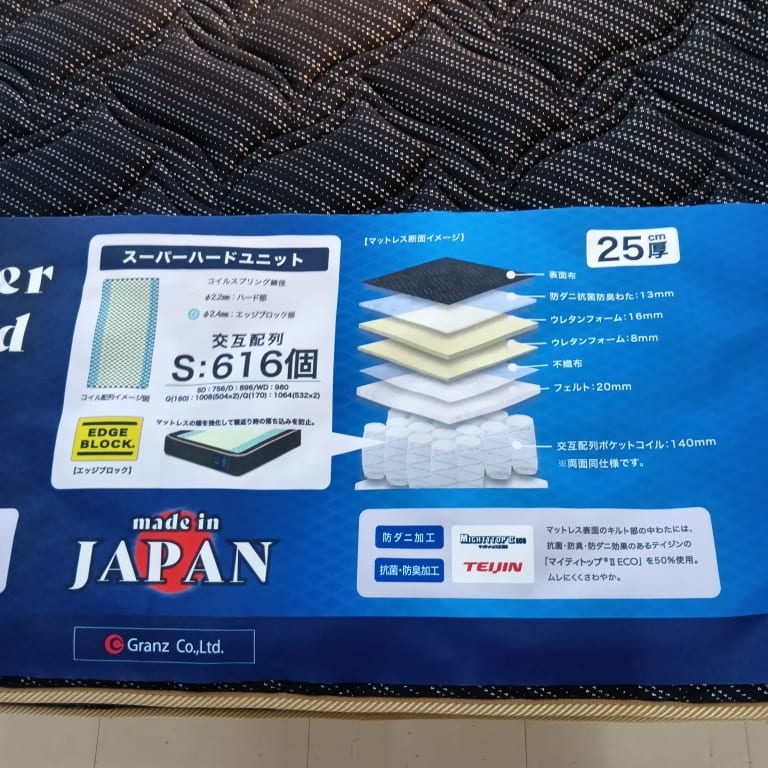 er
d
スーパーハードユニット
コイルスプリング線径
φ2.2mm：ハード部
φ2.4mm：エッジブロック部
交互配列
S:616個
SD：756/D：896/WD：980
Q(160)：1008(504×2)/Q(170)：1064(532×2)
コイル配列イメージ図
EDGE
BLOCK.
【エッジブロック】
マットレスの端を強化して寝返り時の落ち込みを防止。
【マットレス断面イメージ】
25cm厚
表面布
防ダニ抗菌防臭わた：13mm
ウレタンフォーム：16mm
ウレタンフォーム：8mm
不織布
フェルト：20mm
交互配列ポケットコイル：140mm
※両面同仕様です。
made in
JAPAN
防ダニ加工
抗菌・防臭加工
MIGHTYTOP®Ⅱ ECO
TEIJIN
マットレス表面のキルト部の中わたには、
抗菌・防臭・防ダニ効果のあるテイジンの
「マイティトップ®Ⅱ ECO」を50%使用。
ムレにくくさわやか。
Granz Co.,Ltd.